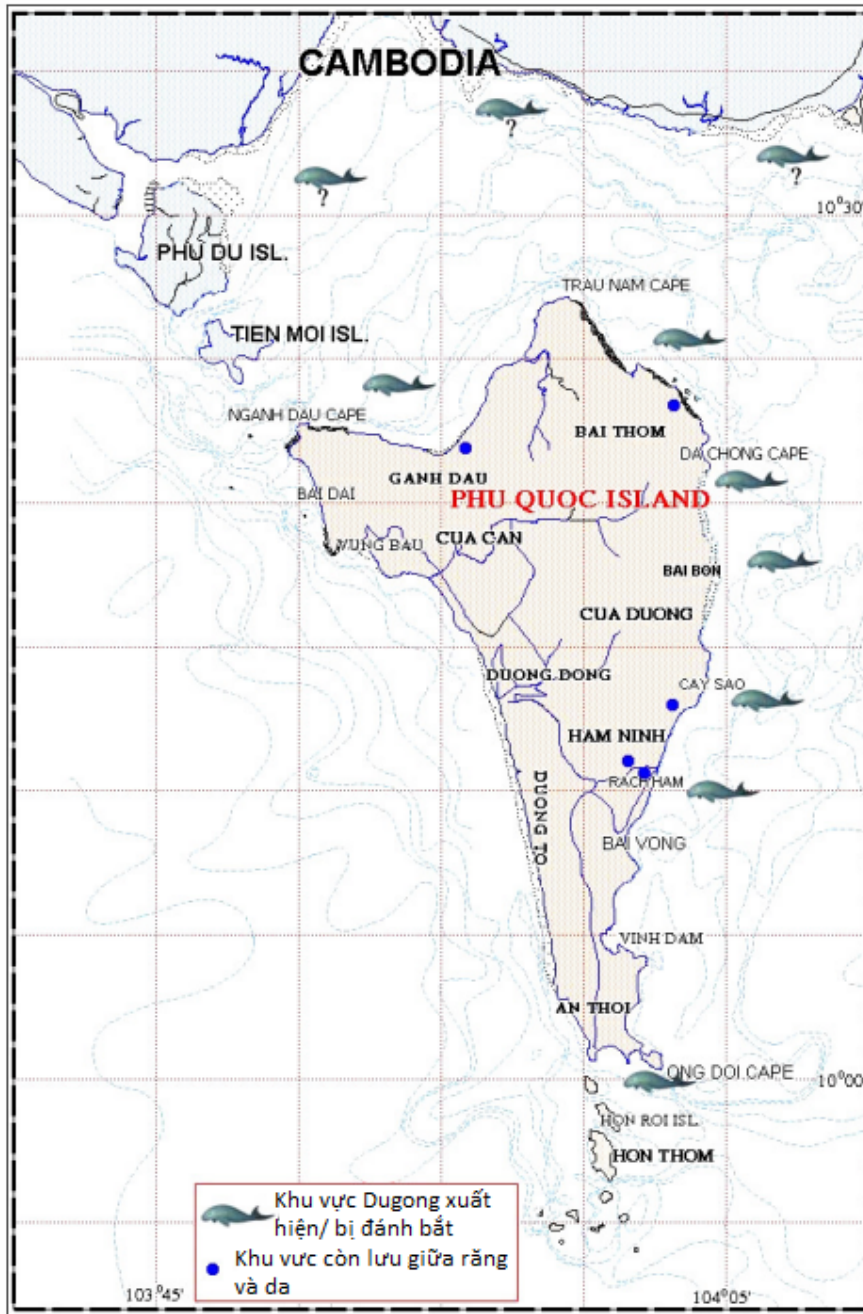 CAMBODIA
?
?
?
10°30'
PHU DU ISL.
TRAU NAM CAPE
TIEN MOI ISL.
NGANH DAU CAPE
BAI THOM
DA CHONG CAPE
GANH DAU
BAI DAI
PHU QUOC ISLAND
CUA CAN
VUNG BAU
BAI BON
CUA DUONG
DUONG DONG
CAY SAO
HAM NINH
RACH HAM
DUONG TO
BAI VONG
VINH DAM
AN THOI
ONG DOI CAPE
10°00'
HON ROI ISL.
HON THOM
Khu vực Dugong xuất
hiện/ bị đánh bắt
Khu vưc còn lưu giữa răng
và da
103°45'
104°05'